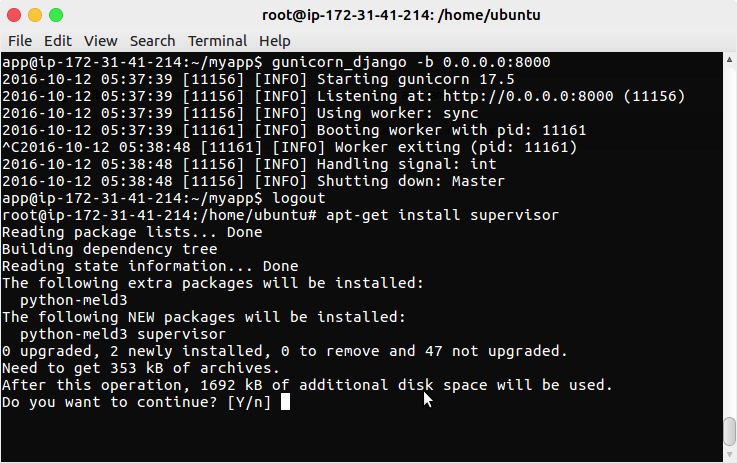 root@ip-172-31-41-214: /home/ubuntu
File Edit View Search Terminal Help
app@ip-172-31-41-214:~/myapp$ gunicorn_django -b 0.0.0.0:8000
2016-10-12 05:37:39 [11156] [INFO] Starting gunicorn 17.5
2016-10-12 05:37:39 [11156] [INFO] Listening at: http://0.0.0.0:8000 (11156)
2016-10-12 05:37:39 [11156] [INFO] Using worker: sync
2016-10-12 05:37:39 [11161] [INFO] Booting worker with pid: 11161
^C2016-10-12 05:38:48 [11161] [INFO] Worker exiting (pid: 11161)
2016-10-12 05:38:48 [11156] [INFO] Handling signal: int
2016-10-12 05:38:48 [11156] [INFO] Shutting down: Master
app@ip-172-31-41-214:~/myapp$ logout
root@ip-172-31-41-214:/home/ubuntu# apt-get install supervisor
Reading package lists... Done
Building dependency tree
Reading state information... Done
The following extra packages will be installed:
  python-meld3
The following NEW packages will be installed:
  python-meld3 supervisor
0 upgraded, 2 newly installed, 0 to remove and 47 not upgraded.
Need to get 353 kB of archives.
After this operation, 1692 kB of additional disk space will be used.
Do you want to continue? [Y/n]